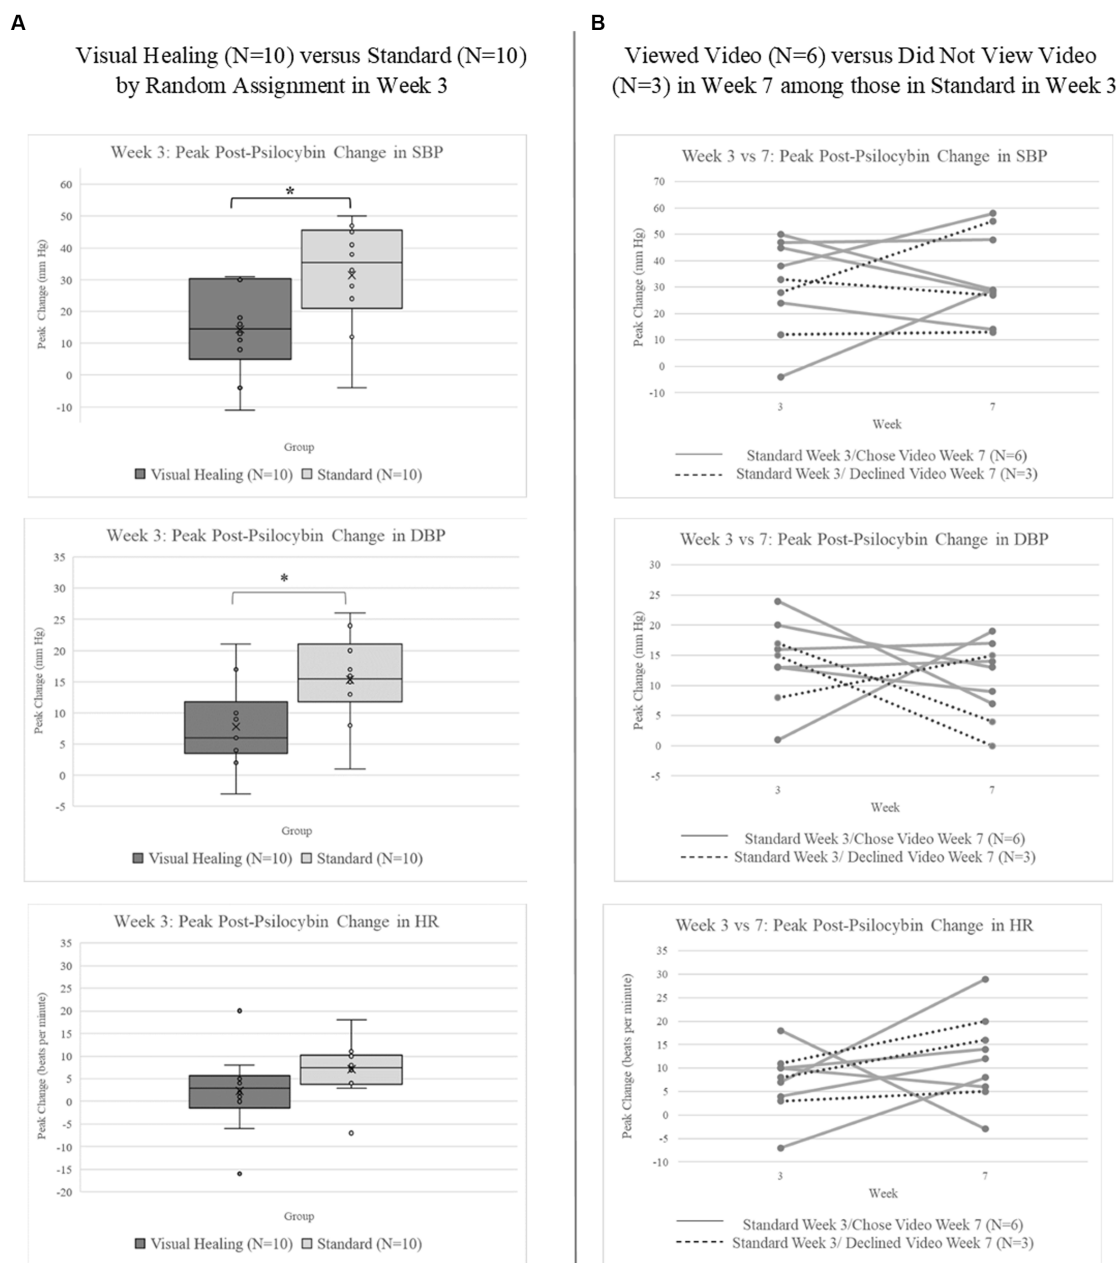 A
Visual Healing (N=10) versus Standard (N=10)
by Random Assignment in Week 3
Week 3: Peak Post-Psilocybin Change in SBP
*
60
50
40
30
20
10
0
-10
Peak Change (mm Hg)
Group
Visual Healing (N=10) Standard (N=10)
Week 3: Peak Post-Psilocybin Change in DBP
*
35
30
25
20
15
10
5
0
-5
Peak Change (mm Hg)
Group
Visual Healing (N=10) Standard (N=10)
Week 3: Peak Post-Psilocybin Change in HR
35
30
25
20
15
10
5
0
-5
-10
-15
-20
Peak Change (beats per minute)
Group
Visual Healing (N=10) Standard (N=10)
B
Viewed Video (N=6) versus Did Not View Video
(N=3) in Week 7 among those in Standard in Week 3
Week 3 vs 7: Peak Post-Psilocybin Change in SBP
70
60
50
40
30
20
10
0
-10
Peak Change (mm Hg)
3 7
Week
Standard Week 3/Chose Video Week 7 (N=6)
Standard Week 3/ Declined Video Week 7 (N=3)
Week 3 vs 7: Peak Post-Psilocybin Change in DBP
30
25
20
15
10
5
0
-5
Peak Change (mm Hg)
3 7
Week
Standard Week 3/Chose Video Week 7 (N=6)
Standard Week 3/ Declined Video Week 7 (N=3)
Week 3 vs 7: Peak Post-Psilocybin Change in HR
35
30
25
20
15
10
5
0
-5
-10
Peak Change (beats per minute)
3 7
Week
Standard Week 3/Chose Video Week 7 (N=6)
Standard Week 3/ Declined Video Week 7 (N=3)